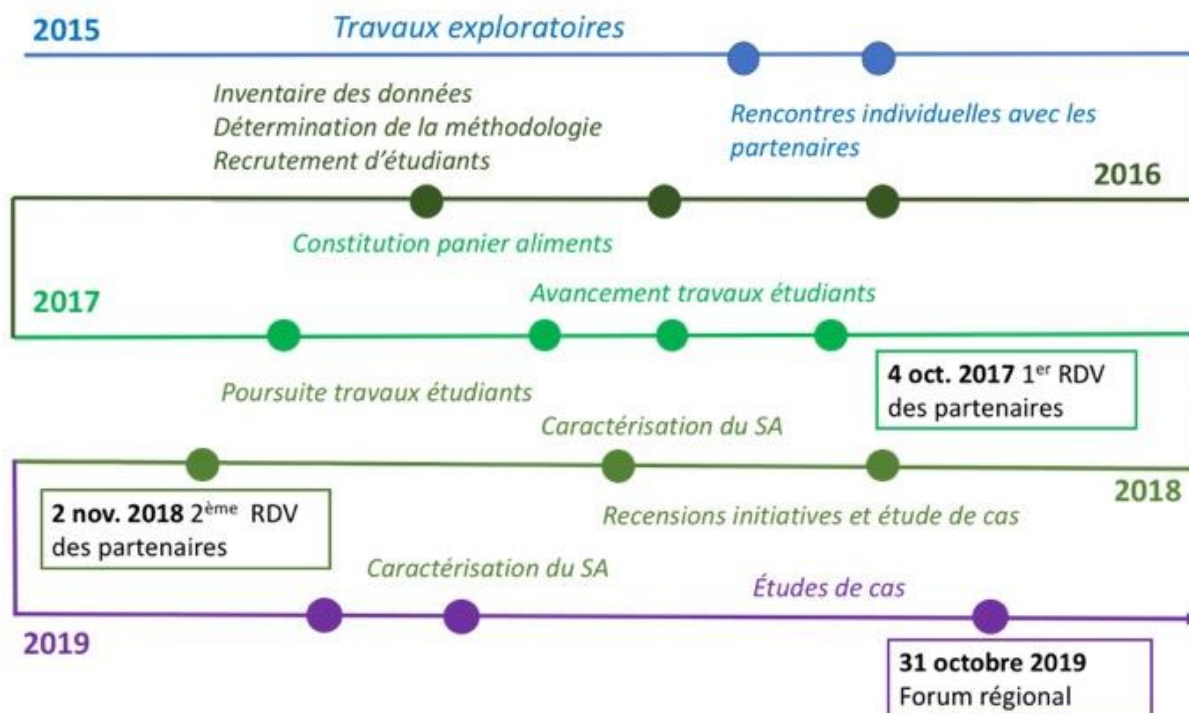 2015
Travaux exploratoires
Inventaire des données
Détermination de la méthodologie
Recrutement d'étudiants
Rencontres individuelles avec les
partenaires
2016
Constitution panier aliments
2017
Avancement travaux étudiants
4 oct. 2017 1er RDV
des partenaires
Poursuite travaux étudiants
Caractérisation du SA
2018
2 nov. 2018 2ème RDV
des partenaires
Recensions initiatives et étude de cas
Caractérisation du SA
Études de cas
2019
31 octobre 2019
Forum régional